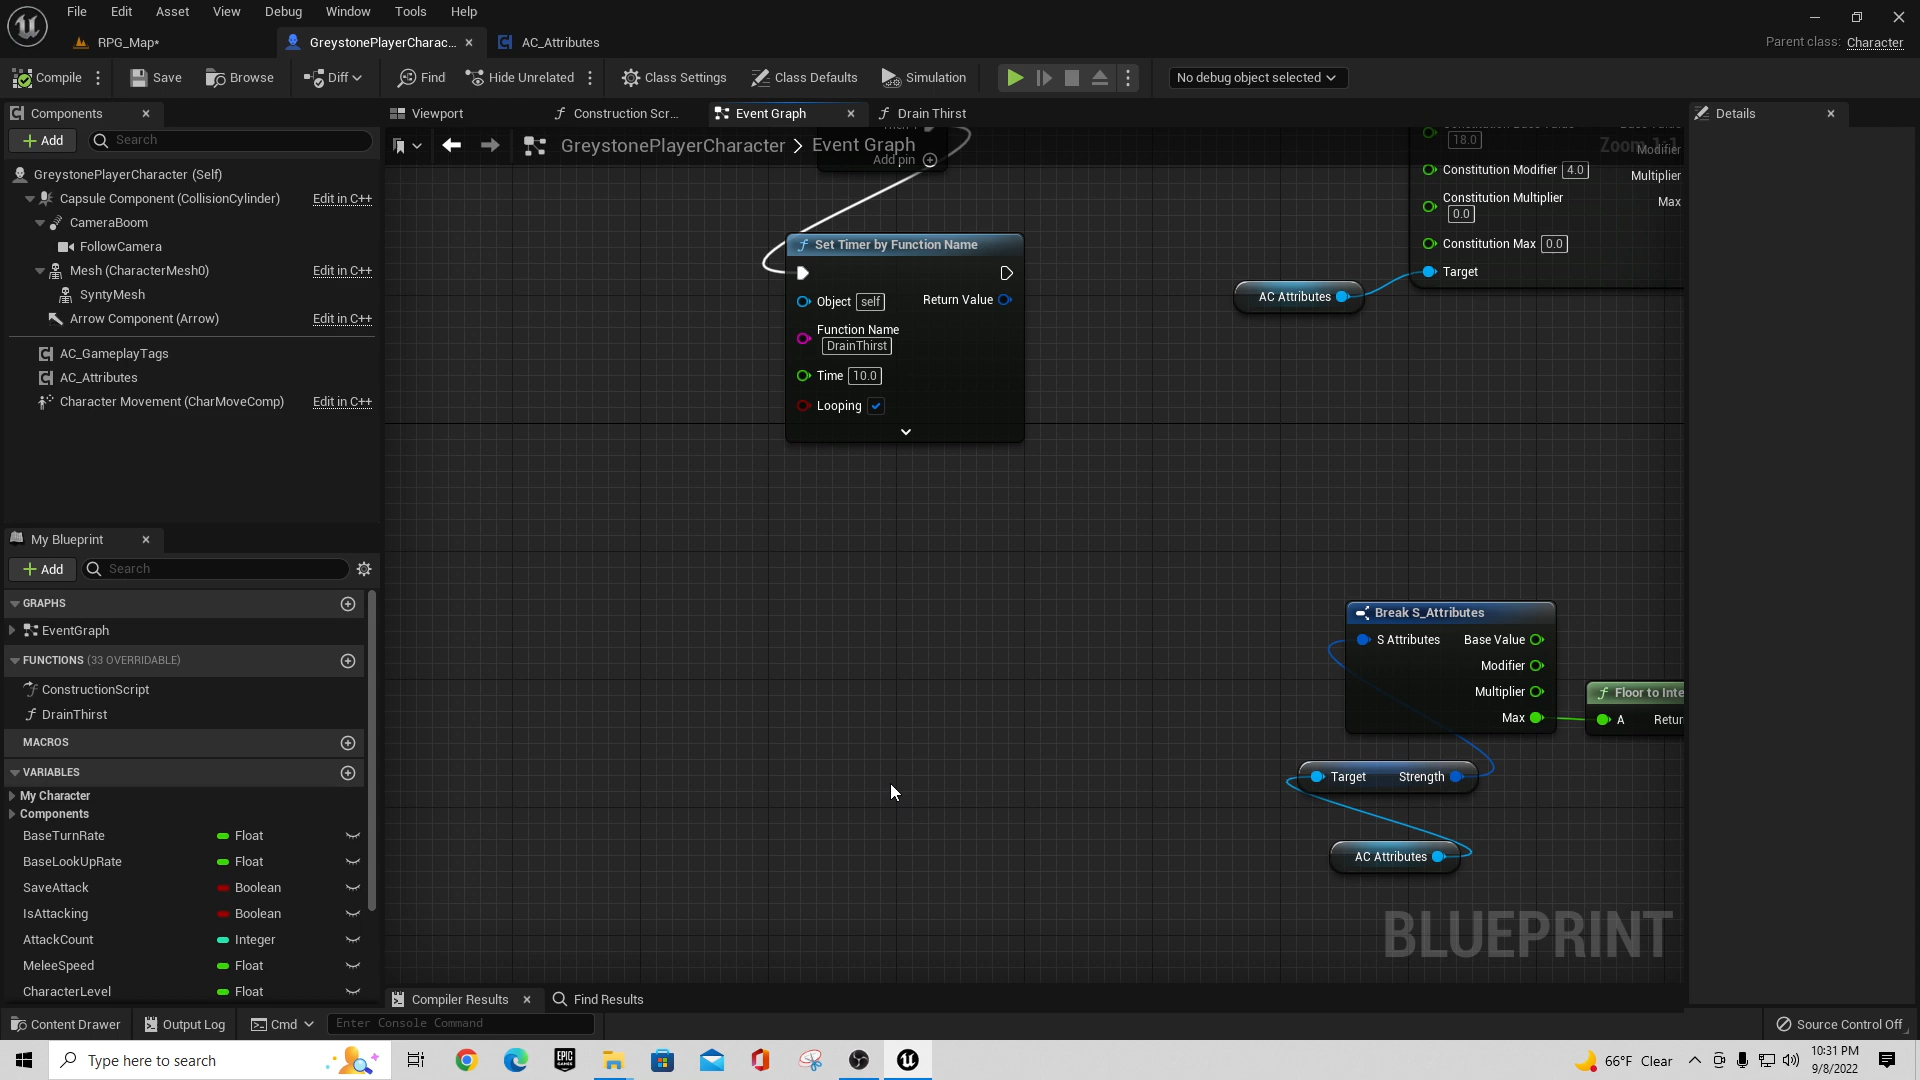 File Edit Asset View Debug Window Tools Help
RPG_Map* GreystonePlayerCharac... AC_Attributes
Parent class: Character
Compile Save Browse Diff Find Hide Unrelated Class Settings Class Defaults Simulation No debug object selected
Components
Add Search
GreystonePlayerCharacter (Self)
Capsule Component (CollisionCylinder) Edit in C++
CameraBoom
FollowCamera
Mesh (CharacterMesh0) Edit in C++
SyntyMesh
Arrow Component (Arrow) Edit in C++
AC_GameplayTags
AC_Attributes
Character Movement (CharMoveComp) Edit in C++
My Blueprint
Add Search
GRAPHS
EventGraph
FUNCTIONS (33 OVERRIDABLE)
ConstructionScript
DrainThirst
MACROS
VARIABLES
My Character
Components
BaseTurnRate Float
BaseLookUpRate Float
SaveAttack Boolean
IsAttacking Boolean
AttackCount Integer
MeleeSpeed Float
CharacterLevel Float
Viewport Construction Scr... Event Graph Drain Thirst
GreystonePlayerCharacter > Event Graph
Add pin
Set Timer by Function Name
Object self Return Value
Function Name
DrainThirst
Time 10.0
Looping
18.0
Modifier
Constitution Modifier 4.0 Multiplier
Constitution Multiplier Max
0.0
Constitution Max 0.0
Target
AC Attributes
Break S_Attributes
S Attributes Base Value
Modifier
Multiplier
Max
Floor to Inte
A Retur
Target Strength
AC Attributes
BLUEPRINT
Details
Compiler Results Find Results
Content Drawer Output Log Cmd Enter Console Command Source Control Off
Type here to search
EPIC
GAMES
66°F Clear
10:31 PM
9/8/2022